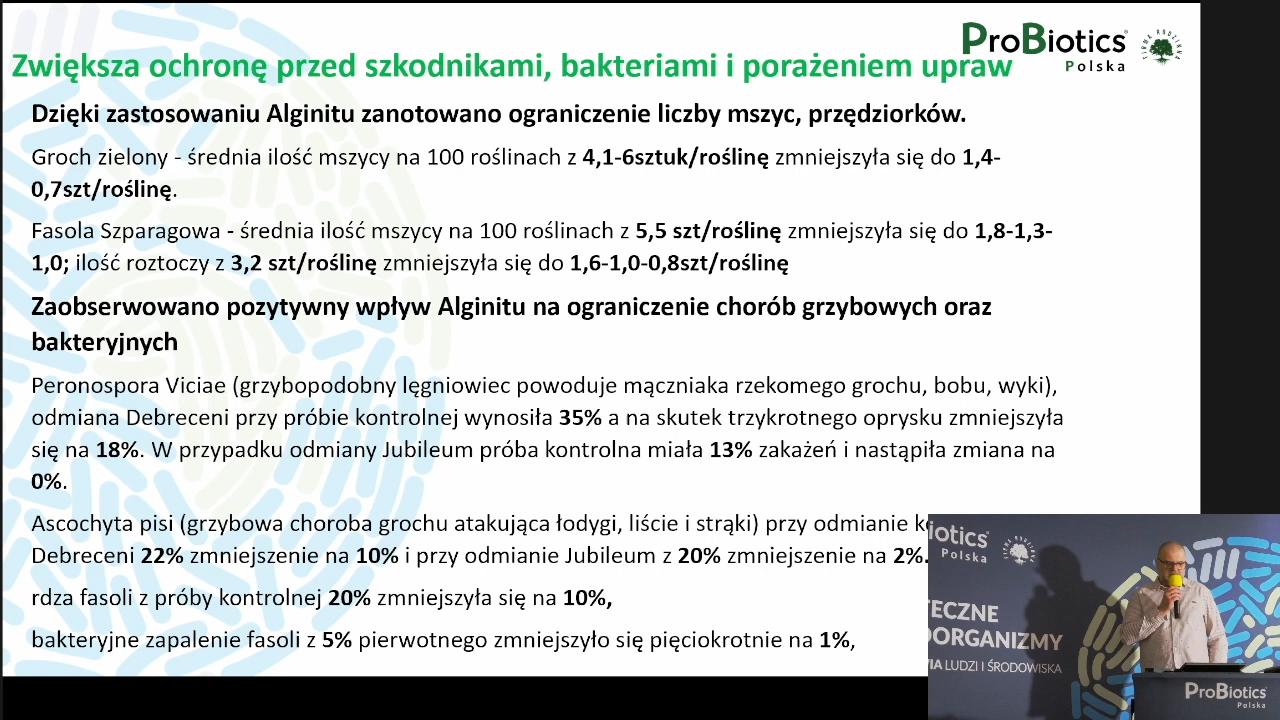 ProBiotics
Polska
Zwiększa ochronę przed szkodnikami, bakteriami i porażeniem upraw
Dzięki zastosowaniu Alginitu zanotowano ograniczenie liczby mszyc, przędziorków.
Groch zielony - średnia ilość mszycy na 100 roślinach z 4,1-6sztuk/roślinę zmniejszyła się do 1,4-
0,7szt/roślinę.
Fasola Szparagowa - średnia ilość mszycy na 100 roślinach z 5,5 szt/roślinę zmniejszyła się do 1,8-1,3-
1,0; ilość roztoczy z 3,2 szt/roślinę zmniejszyła się do 1,6-1,0-0,8szt/roślinę
Zaobserwowano pozytywny wpływ Alginitu na ograniczenie chorób grzybowych oraz
bakteryjnych
Peronospora Viciae (grzybopodobny lęgniowiec powoduje mączniaka rzekomego grochu, bobu, wyki),
odmiana Debreceni przy próbie kontrolnej wynosiła 35% a na skutek trzykrotnego oprysku zmniejszyła
się na 18%. W przypadku odmiany Jubileum próba kontrolna miała 13% zakażeń i nastąpiła zmiana na
0%.
Ascochyta pisi (grzybowa choroba grochu atakująca łodygi, liście i strąki) przy odmianie
Debreceni 22% zmniejszenie na 10% i przy odmianie Jubileum z 20% zmniejszenie na 2%.
rdza fasoli z próby kontrolnej 20% zmniejszyła się na 10%,
bakteryjne zapalenie fasoli z 5% pierwotnego zmniejszyło się pięciokrotnie na 1%,
iotics
Polska
TECZNE
OORGANIZMY
WIA LUDZI I ŚRODOWISKA
ProBiotics
Polska